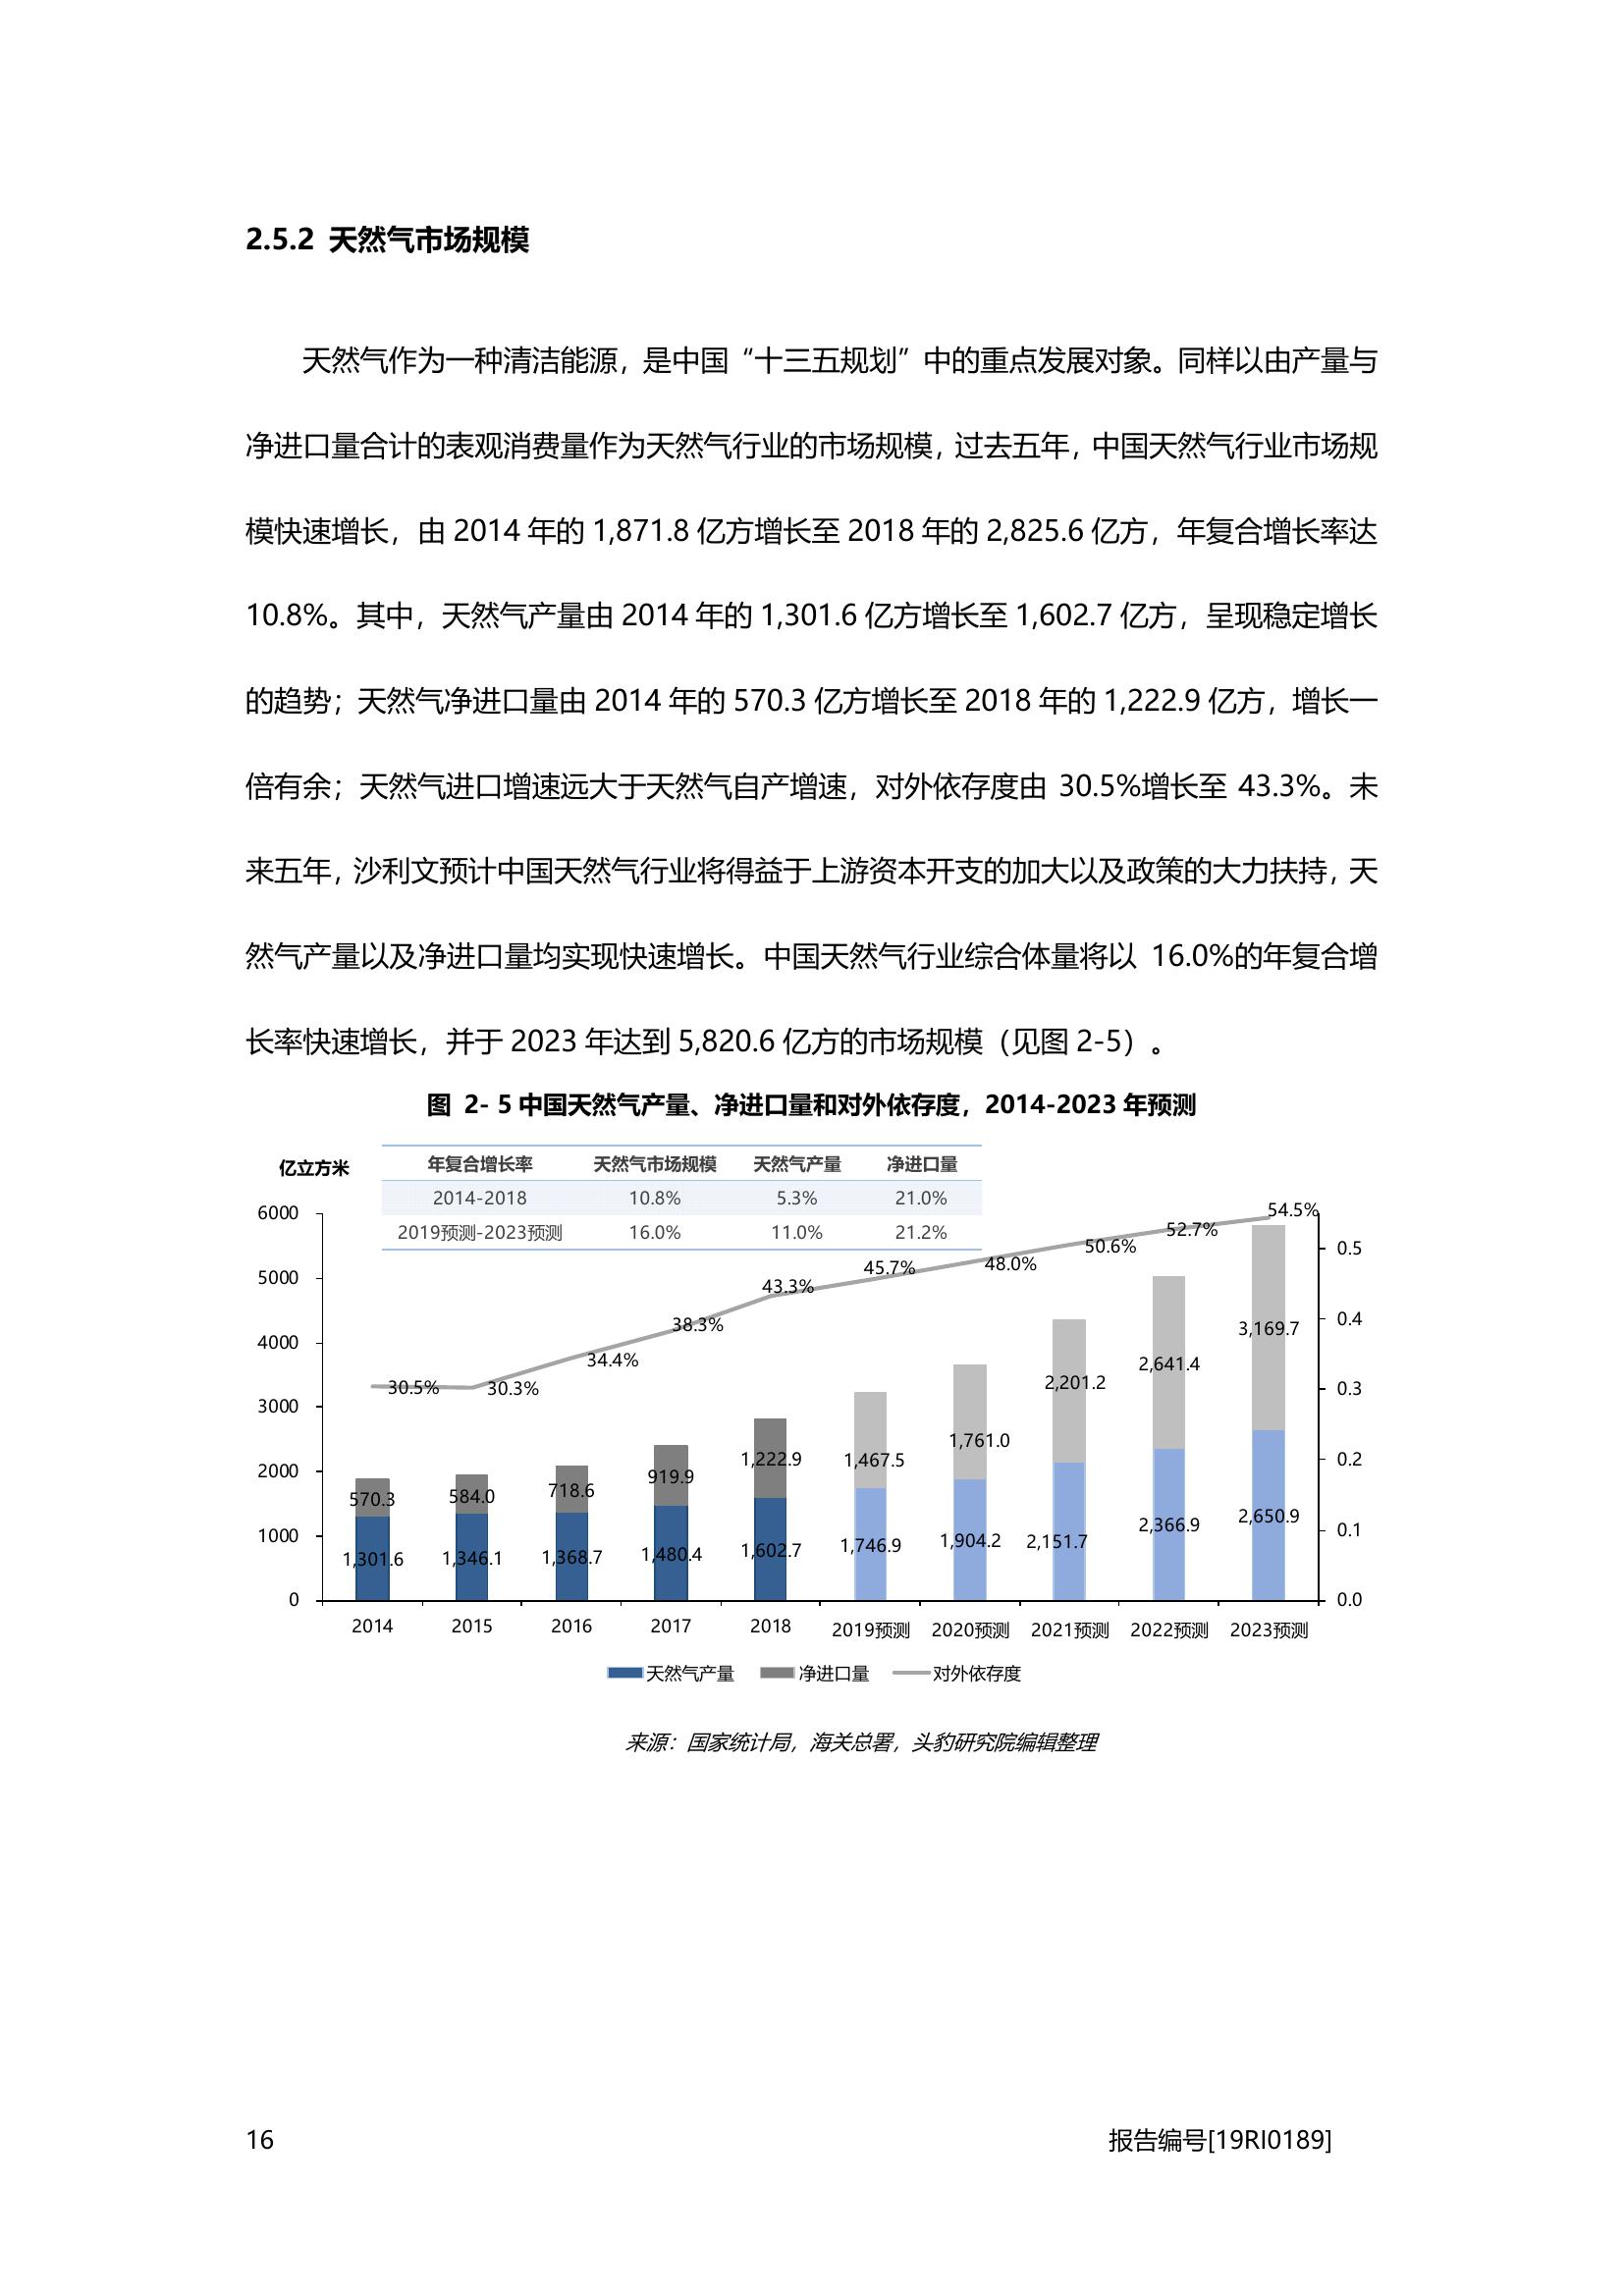 2.5.2 天然气市场规模
天然气作为一种清洁能源，是中国“十三五规划”中的重点发展对象。同样以由产量与
净进口量合计的表观消费量作为天然气行业的市场规模，过去五年，中国天然气行业市场规
模快速增长，由 2014 年的 1,871.8 亿方增长至 2018 年的 2,825.6 亿方，年复合增长率达
10.8%。其中，天然气产量由 2014 年的 1,301.6 亿方增长至 1,602.7 亿方，呈现稳定增长
的趋势；天然气净进口量由 2014 年的 570.3 亿方增长至 2018 年的 1,222.9 亿方，增长一
倍有余；天然气进口增速远大于天然气自产增速，对外依存度由 30.5%增长至 43.3%。未
来五年，沙利文预计中国天然气行业将得益于上游资本开支的加大以及政策的大力扶持，天
然气产量以及净进口量均实现快速增长。中国天然气行业综合体量将以 16.0%的年复合增
长率快速增长，并于 2023 年达到 5,820.6 亿方的市场规模（见图 2-5）。
图 2- 5 中国天然气产量、净进口量和对外依存度，2014-2023 年预测
亿立方米
年复合增长率 天然气市场规模 天然气产量 净进口量
2014-2018 10.8% 5.3% 21.0%
2019预测-2023预测 16.0% 11.0% 21.2%
6000
5000
4000
3000
2000
1000
0
30.5% 30.3% 34.4% 38.3% 43.3% 45.7% 48.0% 50.6% 52.7% 54.5%
570.3 584.0 718.6 919.9 1,222.9 1,467.5 1,761.0 2,201.2 2,641.4 3,169.7
1,301.6 1,346.1 1,368.7 1,480.4 1,602.7 1,746.9 1,904.2 2,151.7 2,366.9 2,650.9
0.5
0.4
0.3
0.2
0.1
0.0
2014 2015 2016 2017 2018 2019预测 2020预测 2021预测 2022预测 2023预测
天然气产量 净进口量 对外依存度
来源：国家统计局，海关总署，头豹研究院编辑整理
16 报告编号[19RI0189]